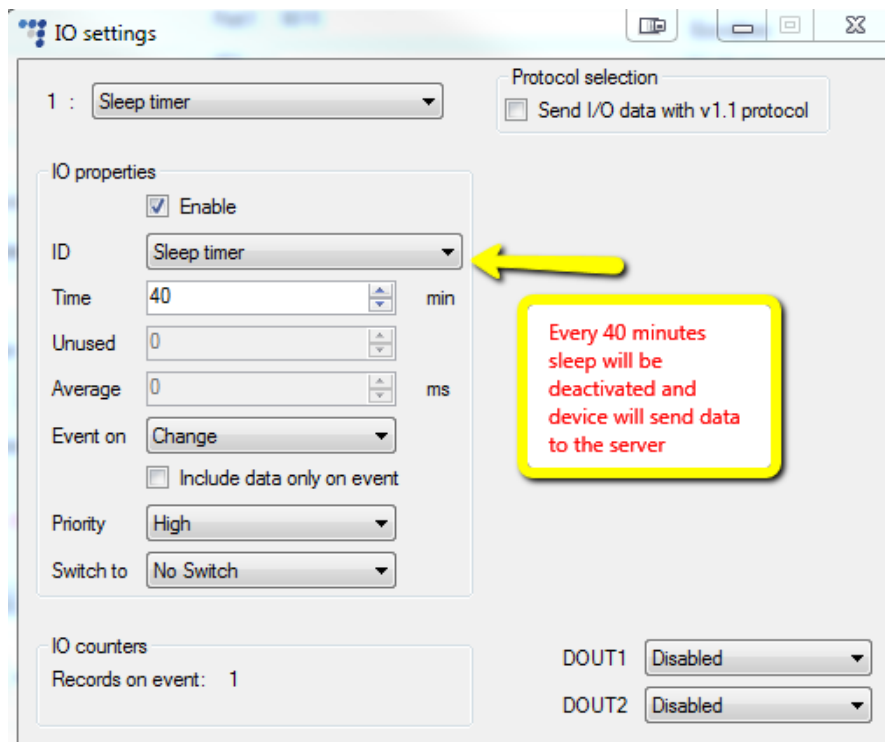 IO settings
1 : Sleep timer
Protocol selection
Send I/O data with v1.1 protocol
IO properties
Enable
ID Sleep timer
Time 40 min
Unused 0
Average 0 ms
Event on Change
Include data only on event
Priority High
Switch to No Switch
Every 40 minutes
sleep will be
deactivated and
device will send data
to the server
IO counters
Records on event: 1
DOUT1 Disabled
DOUT2 Disabled